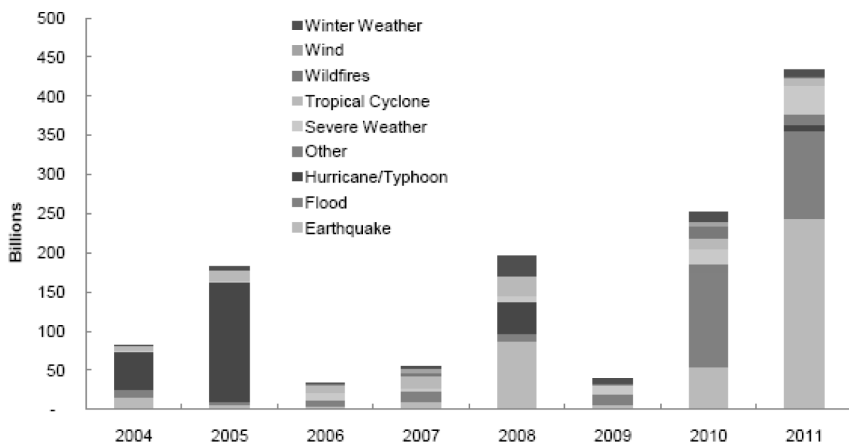 500
450
400
350
300
250
200
150
100
50
-
Billions
Winter Weather
Wind
Wildfires
Tropical Cyclone
Severe Weather
Other
Hurricane/Typhoon
Flood
Earthquake
2004 2005 2006 2007 2008 2009 2010 2011